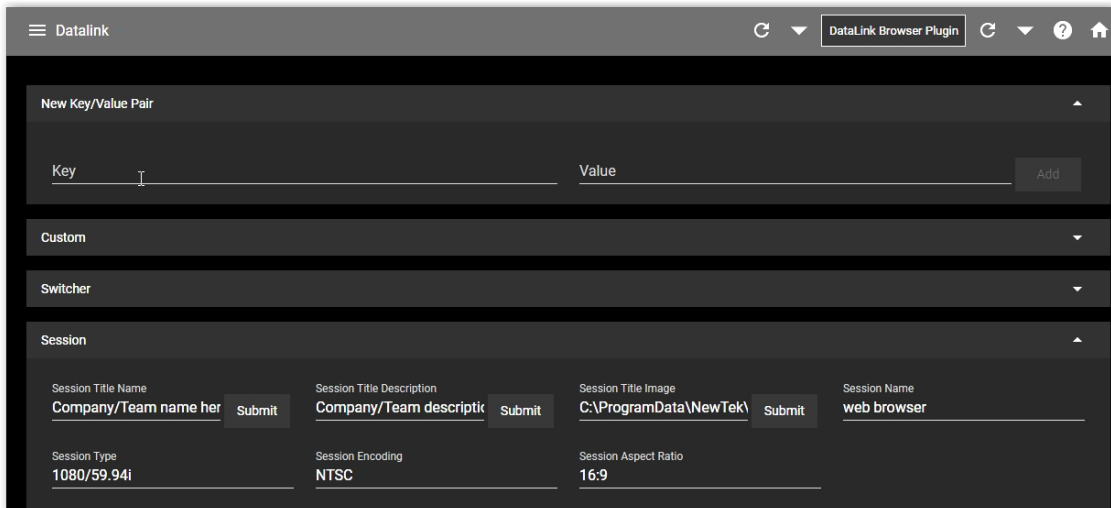 Datalink
DataLink Browser Plugin
New Key/Value Pair
Key
Value
Add
Custom
Switcher
Session
Session Title Name
Company/Team name her
Submit
Session Title Description
Company/Team descriptic
Submit
Session Title Image
C:\ProgramData\NewTek\
Submit
Session Name
web browser
Session Type
1080/59.94i
Session Encoding
NTSC
Session Aspect Ratio
16:9